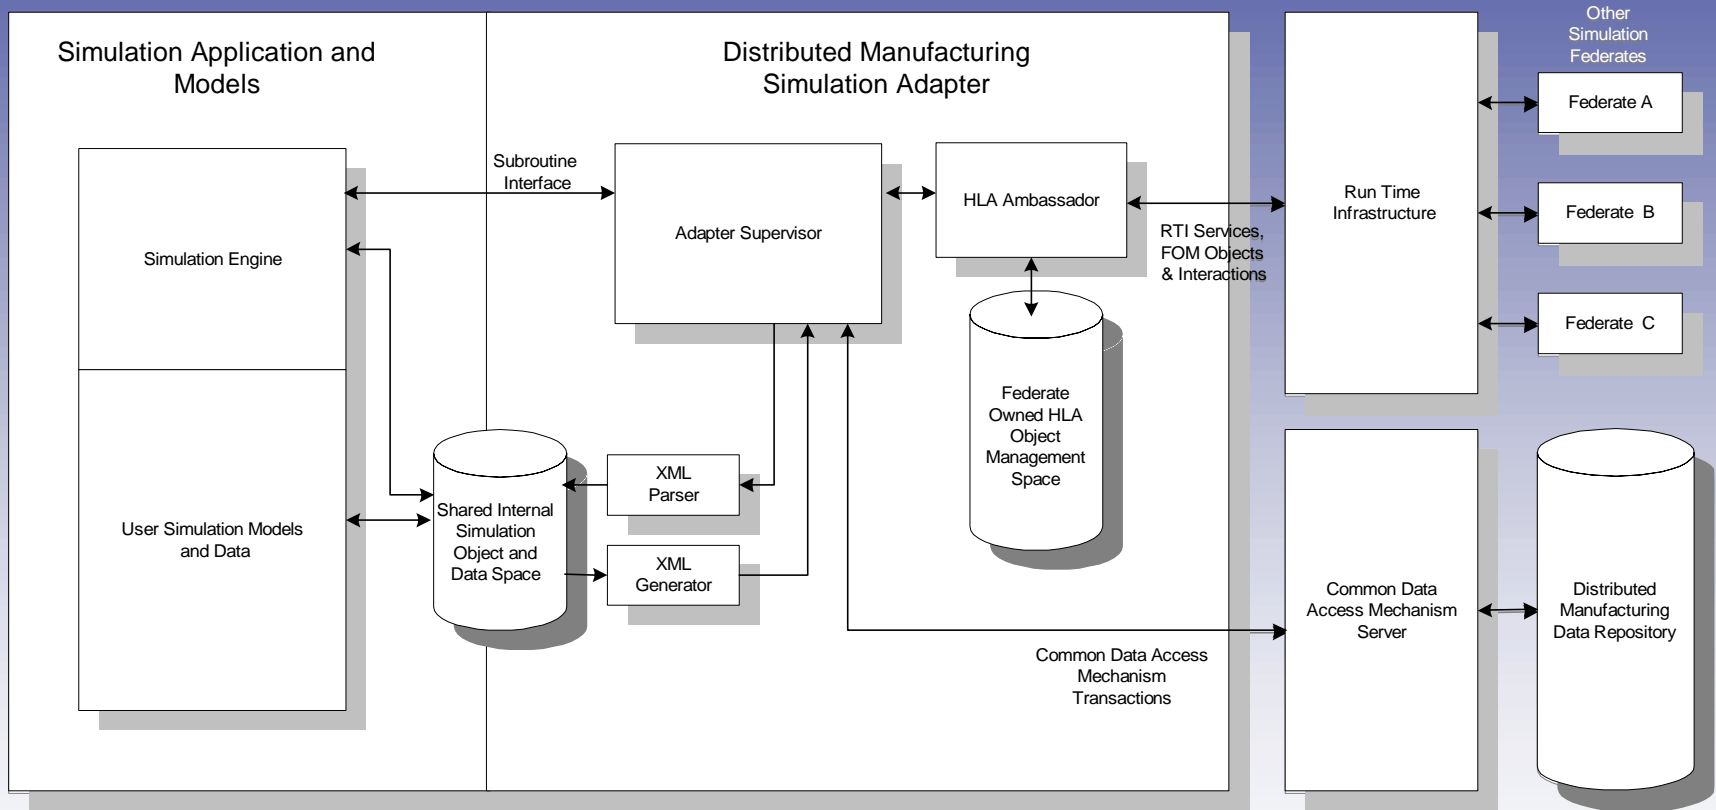 Simulation Application and
Models
Distributed Manufacturing
Simulation Adapter
Other
Simulation
Federates
Simulation Engine
User Simulation Models
and Data
Subroutine
Interface
Adapter Supervisor
HLA Ambassador
RTI Services,
FOM Objects
& Interactions
Run Time
Infrastructure
Federate A
Federate B
Federate C
Federate
Owned HLA
Object
Management
Space
Shared Internal
Simulation
Object and
Data Space
XML
Parser
XML
Generator
Common Data Access
Mechanism
Transactions
Common Data
Access Mechanism
Server
Distributed
Manufacturing
Data Repository